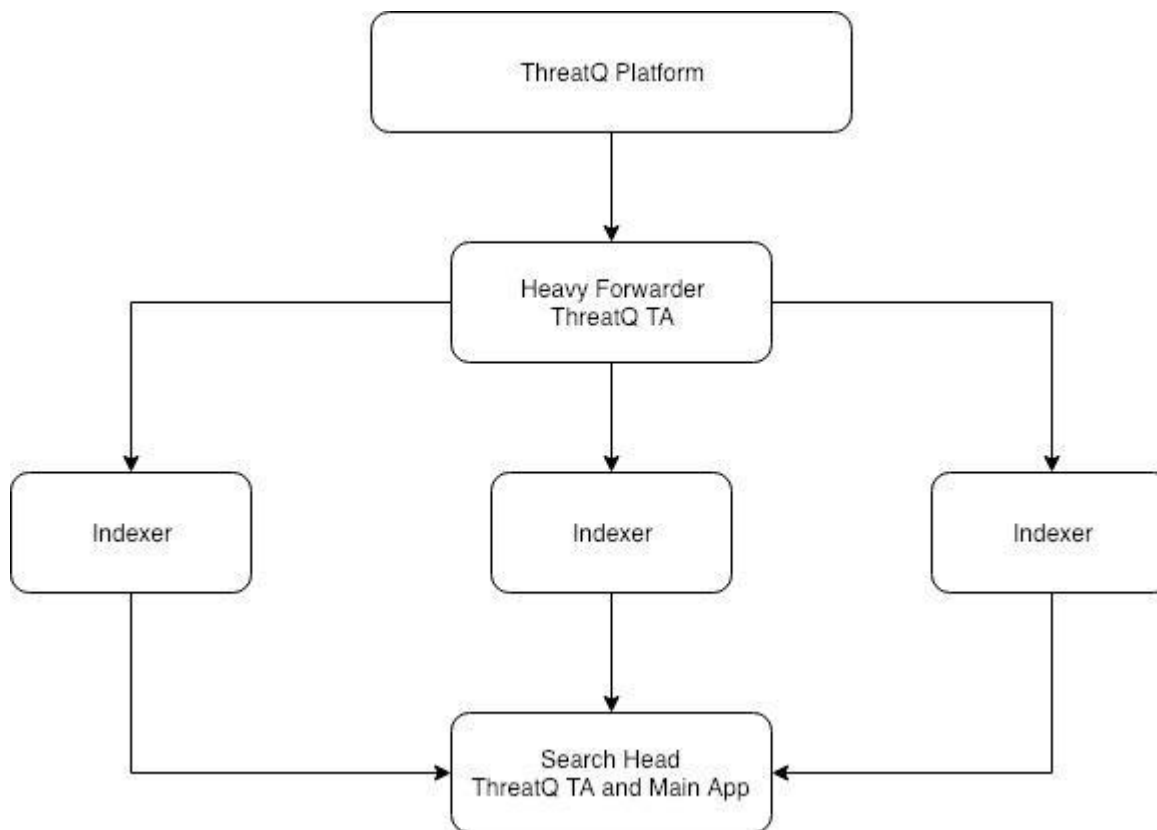 ThreatQ Platform
Heavy Forwarder
ThreatQ TA
Indexer
Indexer
Indexer
Search Head
ThreatQ TA and Main App